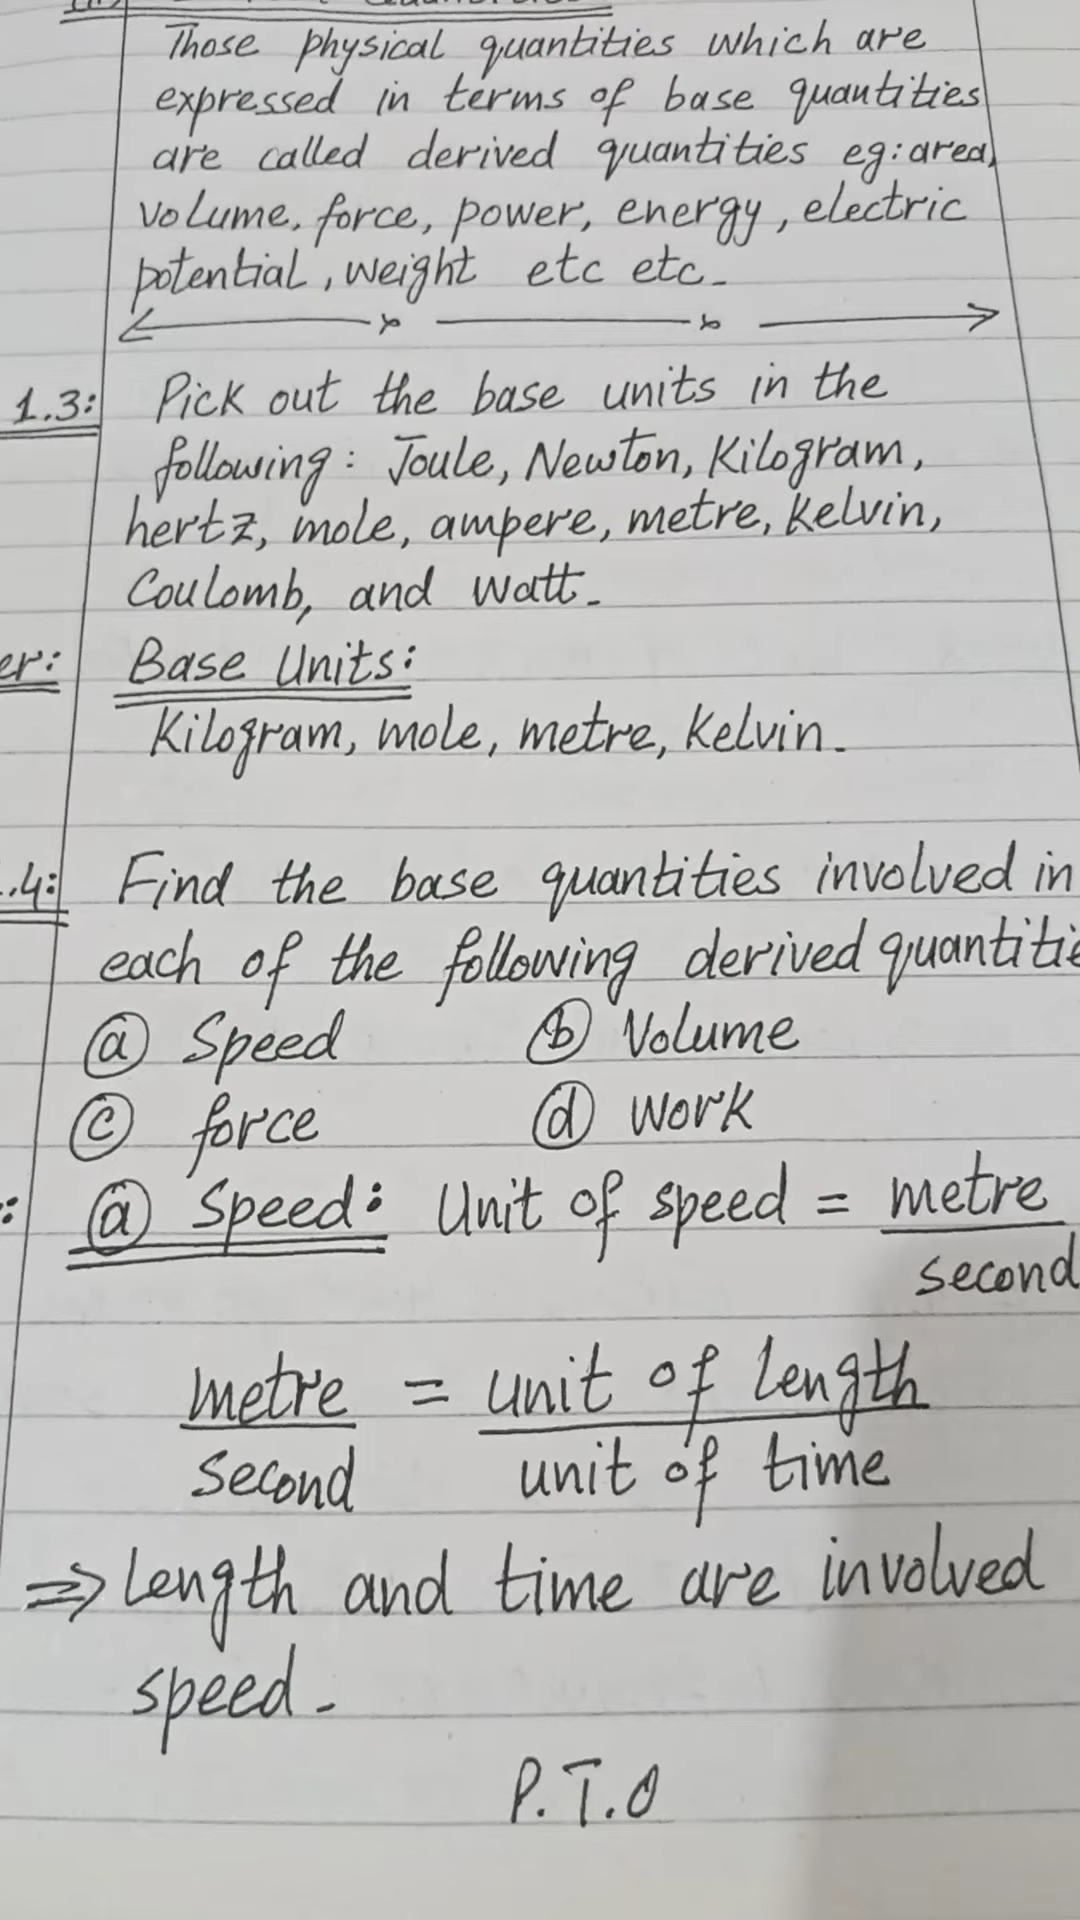 Those physical quantities which are
expressed in terms of base quantities
are called derived quantities eg: area,
volume, force, power, energy, electric
potential, weight etc etc.
1.3: Pick out the base units in the
following: Joule, Newton, Kilogram,
hertz, mole, ampere, metre, kelvin,
Coulomb, and watt.
er: Base Units:
Kilogram, mole, metre, kelvin.
.4: Find the base quantities involved in
each of the following derived quantitie
(a) Speed (b) Volume
(c) force (d) work
: (a) Speed: Unit of speed = metre
second
metre = unit of length
second unit of time
⇒ Length and time are involved
speed.
P.T.O